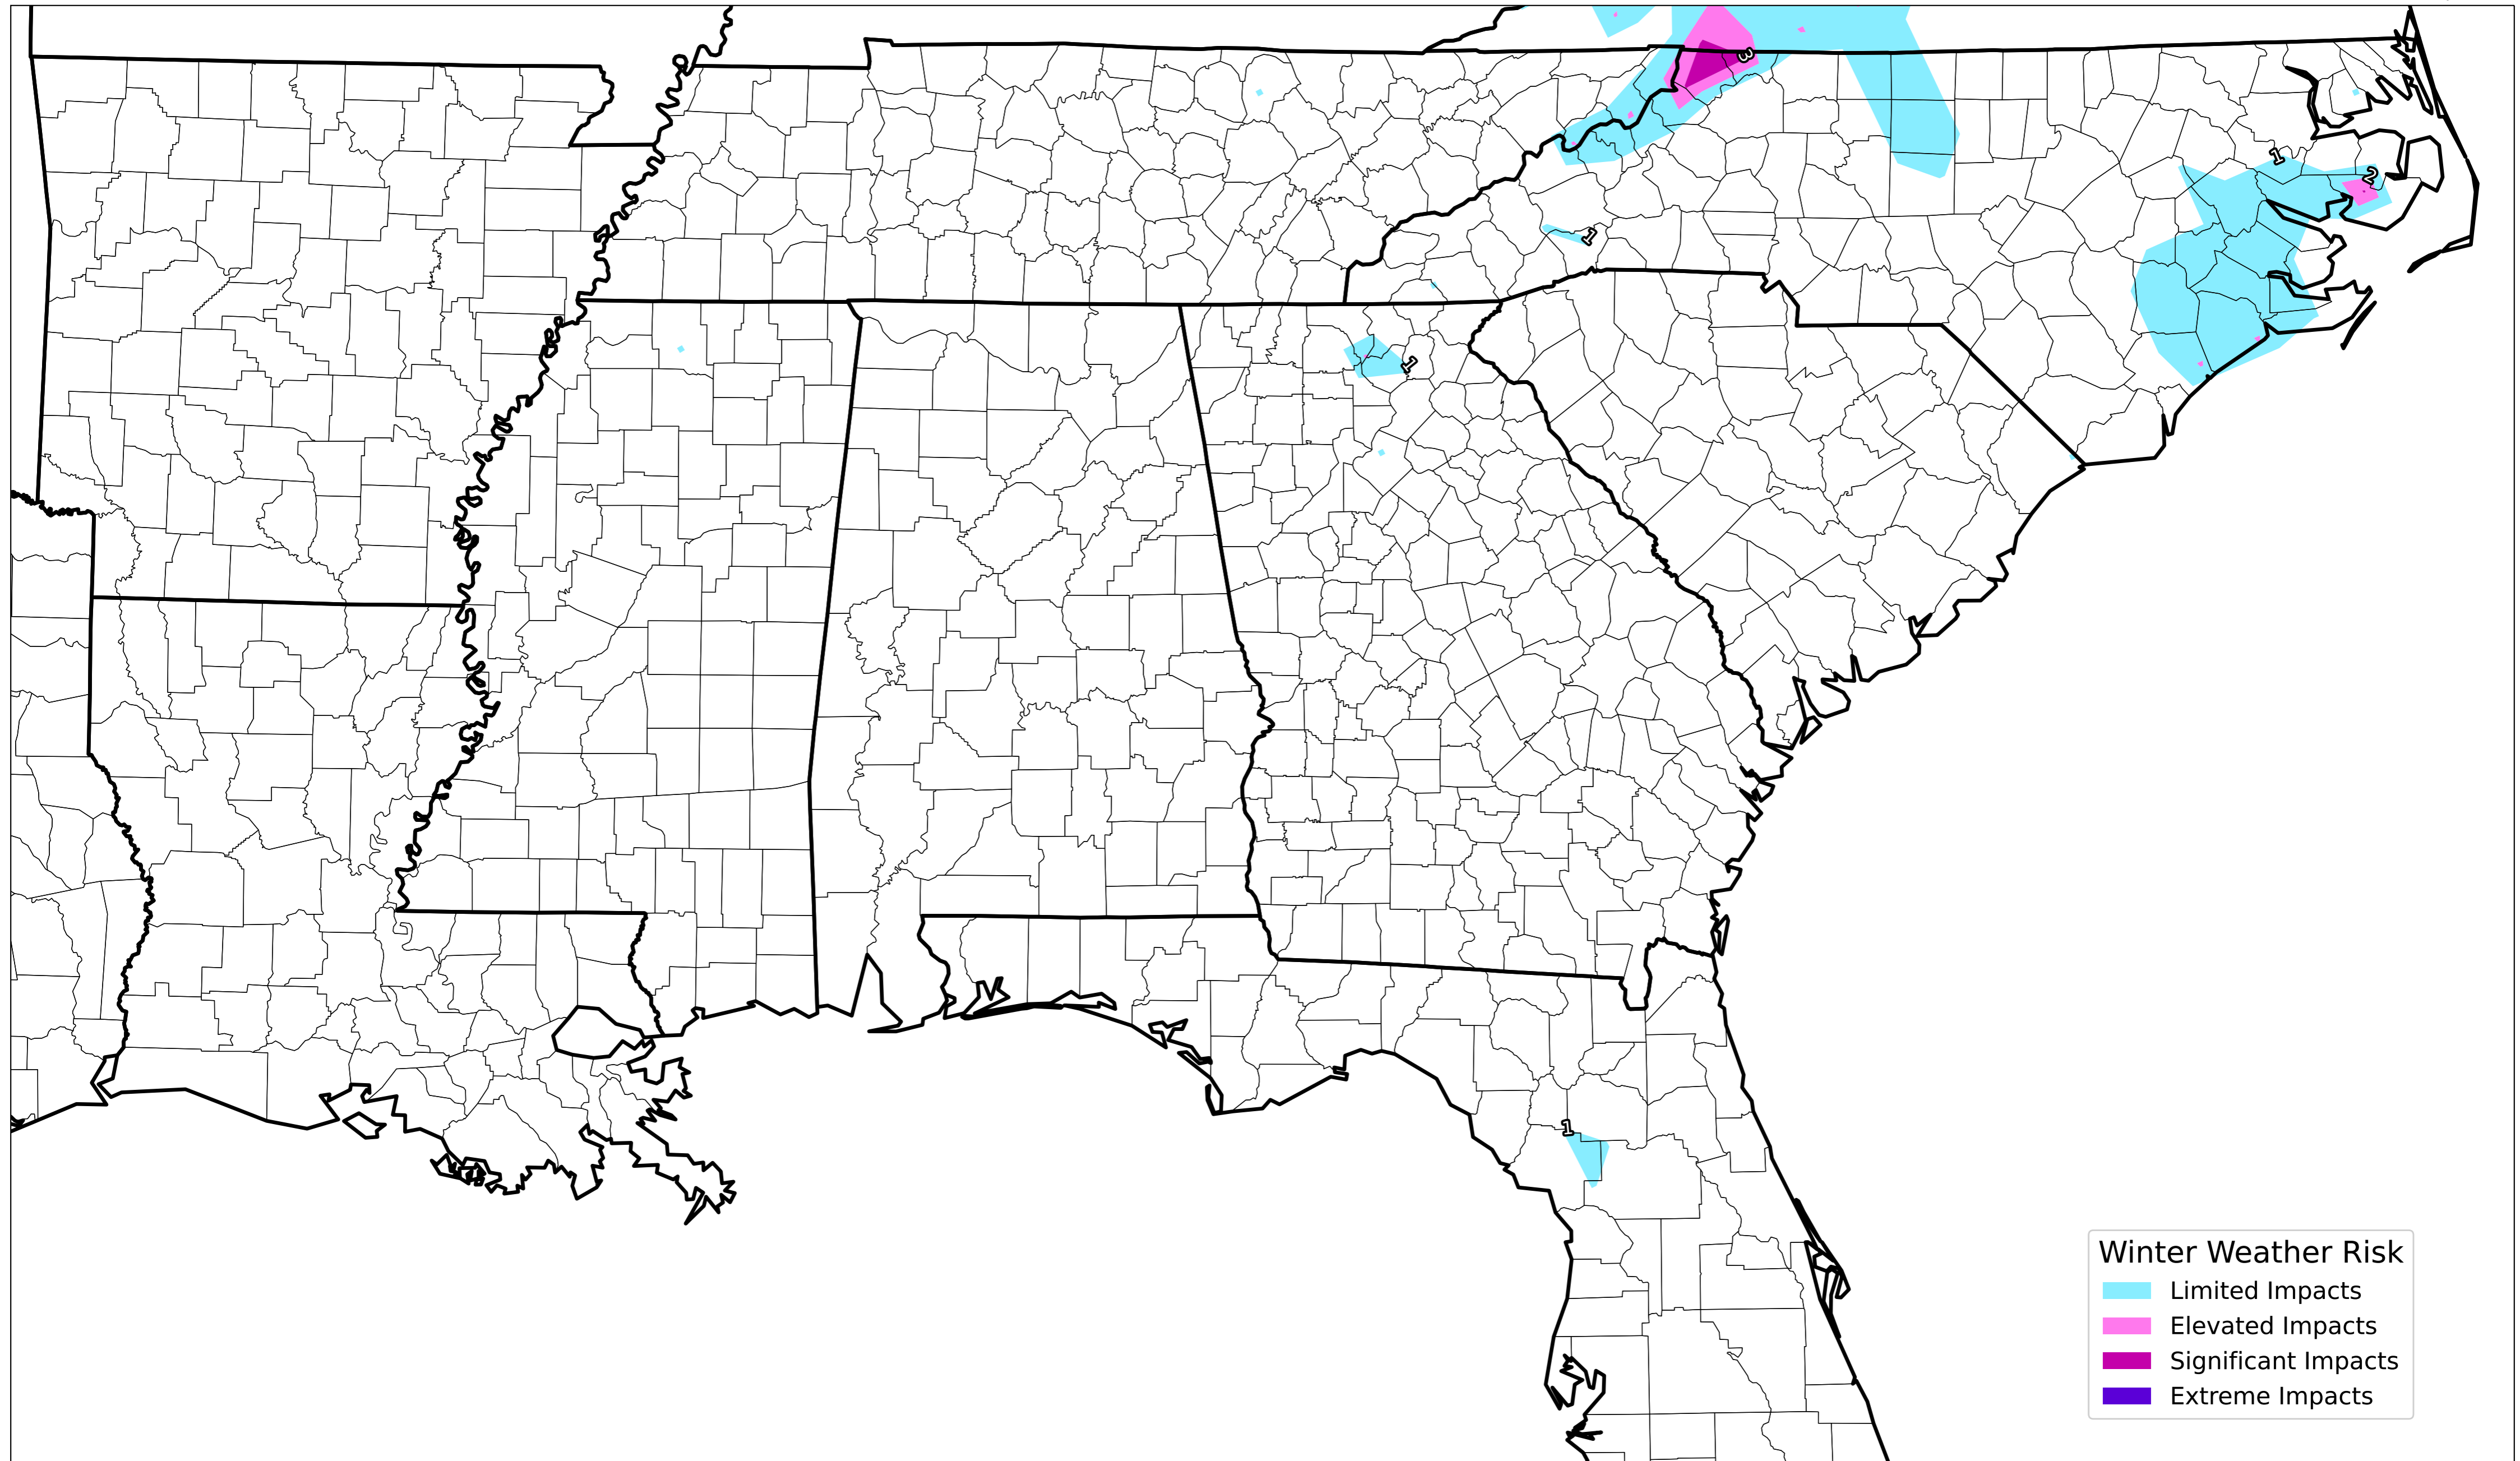 3
1
2
1
1
1
Winter Weather Risk
Limited Impacts
Elevated Impacts
Significant Impacts
Extreme Impacts